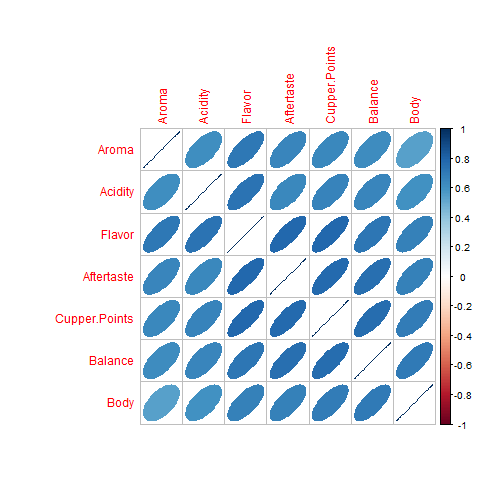 Aroma
Acidity
Flavor
Aftertaste
Cupper.Points
Balance
Body
Aroma
Acidity
Flavor
Aftertaste
Cupper.Points
Balance
Body
1
0.8
0.6
0.4
0.2
0
-0.2
-0.4
-0.6
-0.8
-1